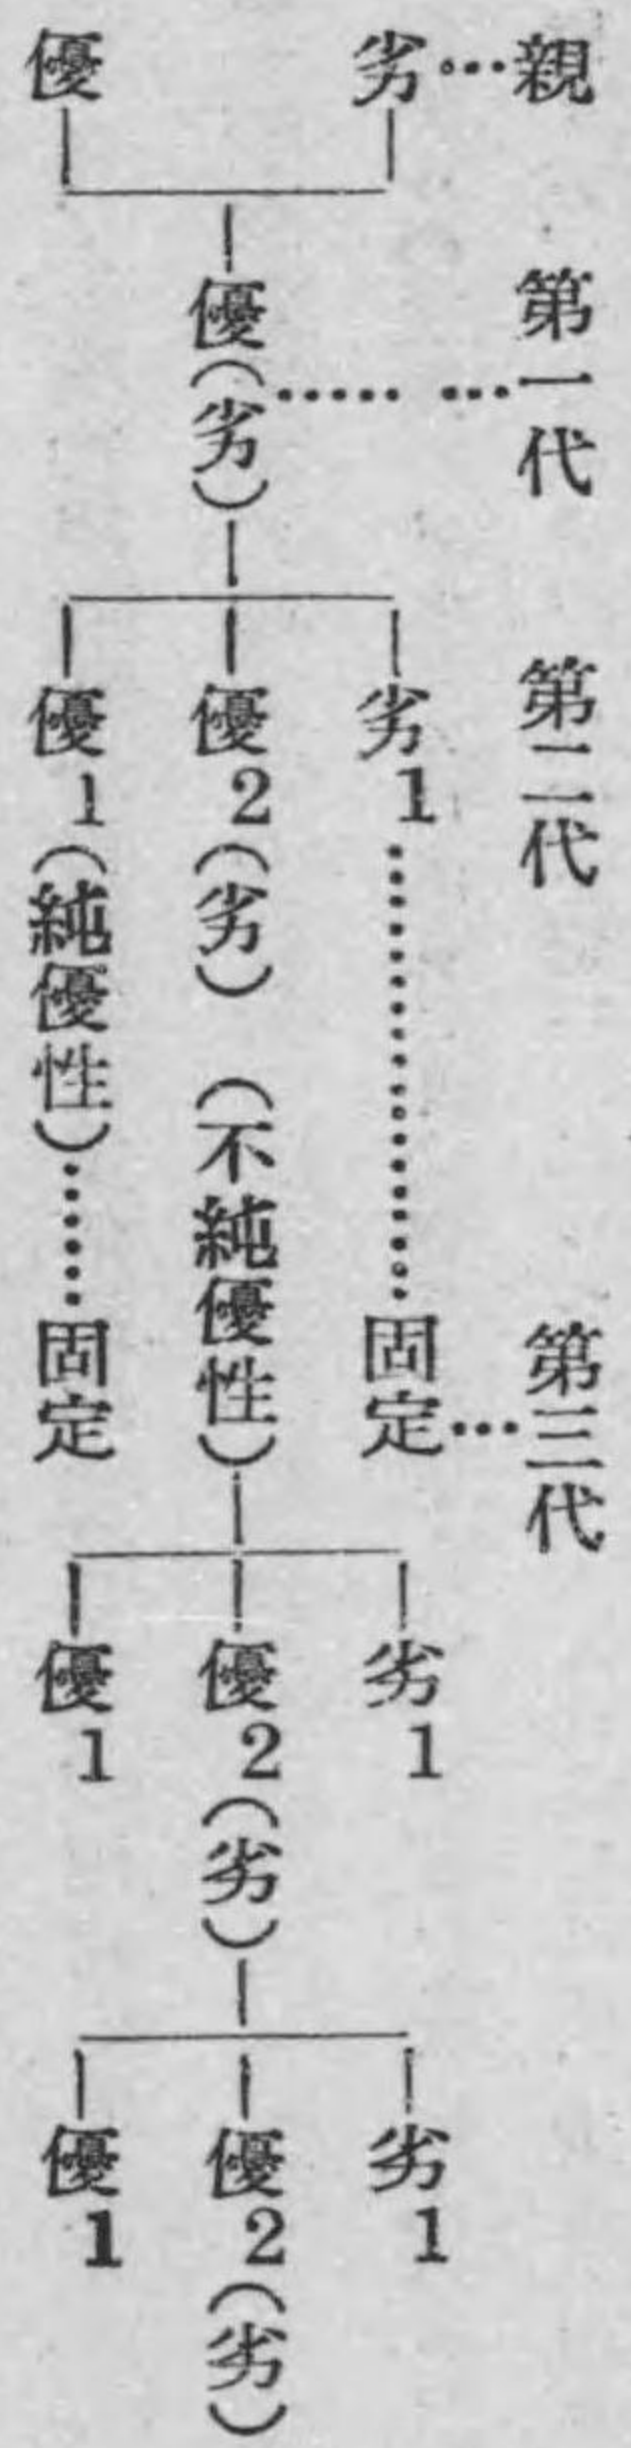 親…劣 優
第一代……優(劣)
第二代
劣1…………固定
優2(劣) (不純優性)
優1(純優性)……固定
第三代
劣1
優2(劣)
優1
劣1
優2(劣)
優1